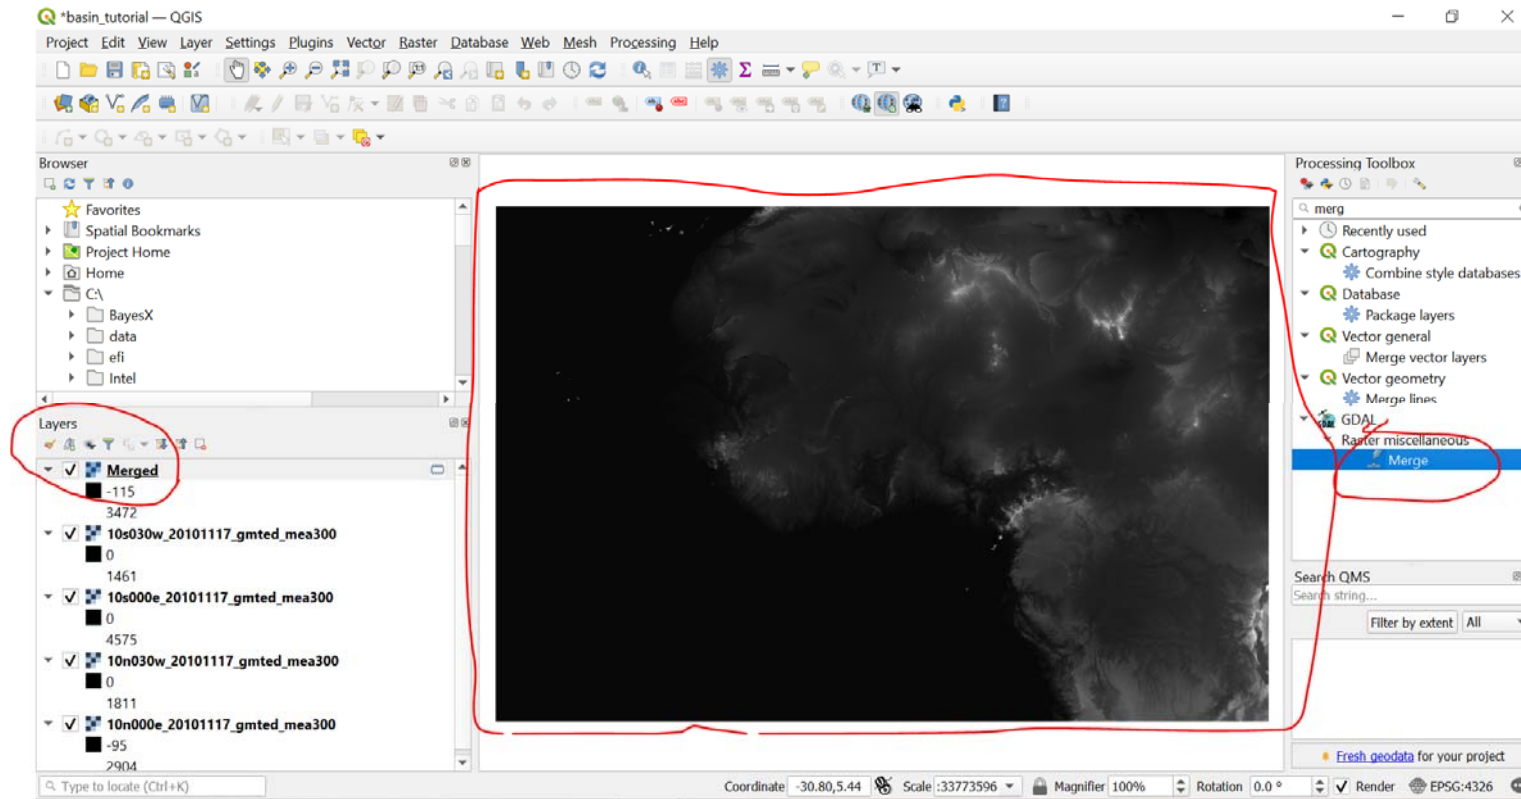 *basin_tutorial — QGIS
Project Edit View Layer Settings Plugins Vector Raster Database Web Mesh Processing Help
Browser
Favorites
Spatial Bookmarks
Project Home
Home
C:\
BayesX
data
efi
Intel
Layers
Merged
-115
3472
10s030w_20101117_gmted_mea300
0
1461
10s000e_20101117_gmted_mea300
0
4575
10n030w_20101117_gmted_mea300
0
1811
10n000e_20101117_gmted_mea300
-95
2904
Processing Toolbox
merg
Recently used
Cartography
Combine style databases
Database
Package layers
Vector general
Merge vector layers
Vector geometry
Merge lines
GDAL
Raster miscellaneous
Merge
Search QMS
Search string...
Filter by extent All
Fresh geodata for your project
Type to locate (Ctrl+K) Coordinate -30.80,5.44 Scale :33773596 Magnifier 100% Rotation 0.0 ° Render EPSG:4326